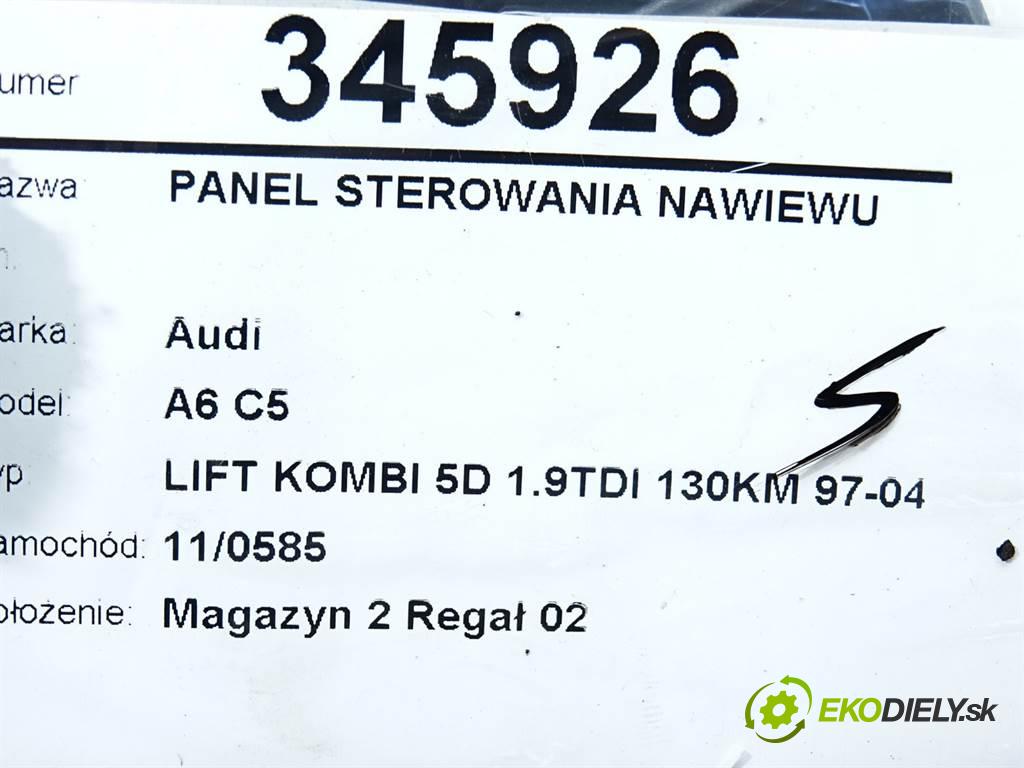 umer 345926
azwa: PANEL STEROWANIA NAWIEWU
arka: Audi
odel: A6 C5
yp: LIFT KOMBI 5D 1.9TDI 130KM 97-04
amochód: 11/0585
ołożenie: Magazyn 2 Regał 02
EKODIELY.sk